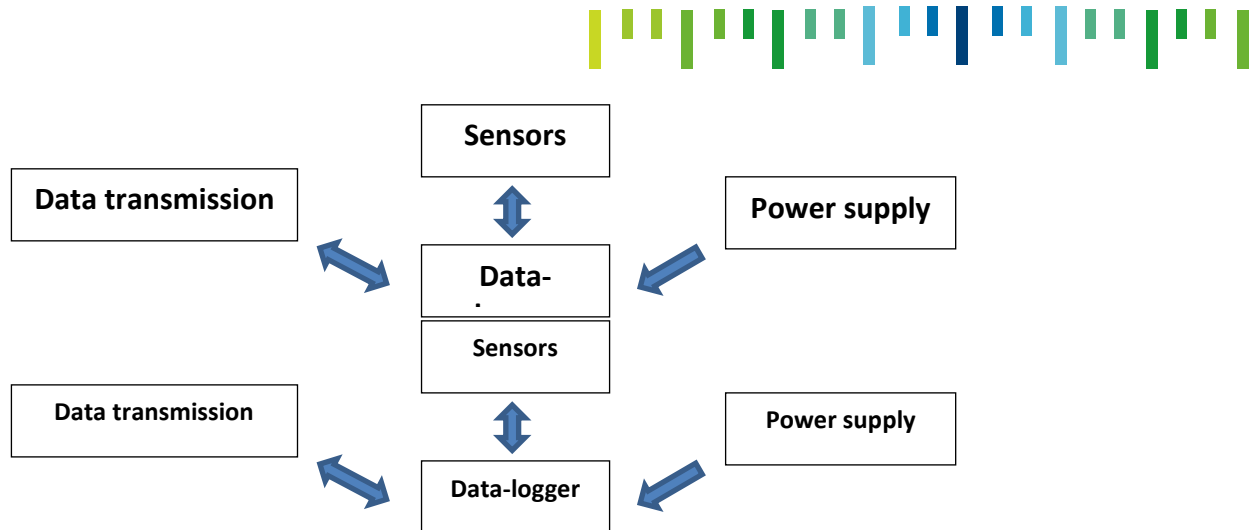 Sensors
Data transmission
Power supply
Data-
Sensors
Data transmission
Power supply
Data-logger